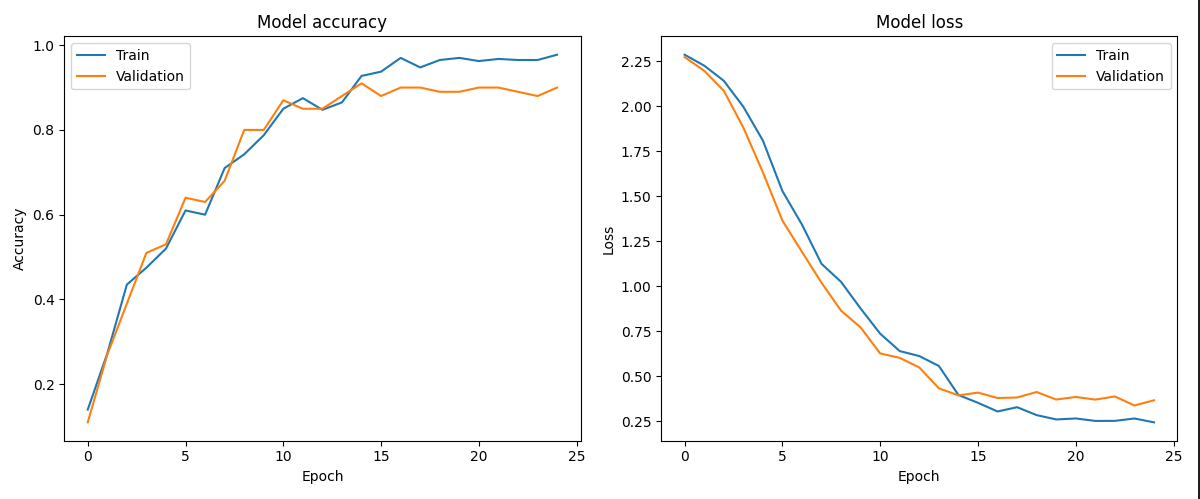 Model accuracy
Train
Validation
1.0
0.8
0.6
0.4
0.2
Accuracy
0 5 10 15 20 25
Epoch
Model loss
Train
Validation
2.25
2.00
1.75
1.50
1.25
1.00
0.75
0.50
0.25
Loss
0 5 10 15 20 25
Epoch